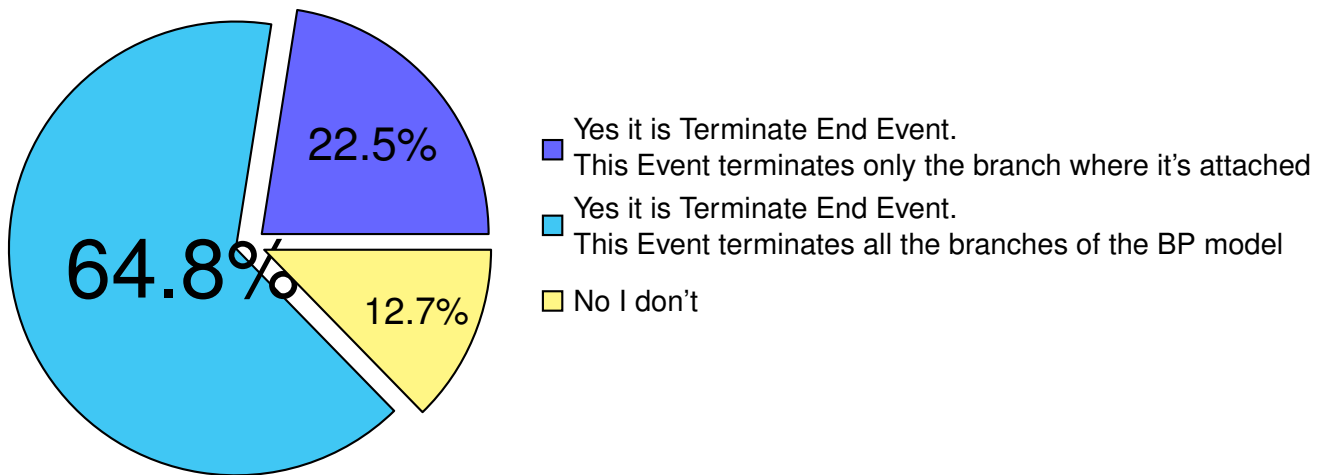 22.5%
64.8%
12.7%
Yes it is Terminate End Event.
This Event terminates only the branch where it's attached
Yes it is Terminate End Event.
This Event terminates all the branches of the BP model
No I don't